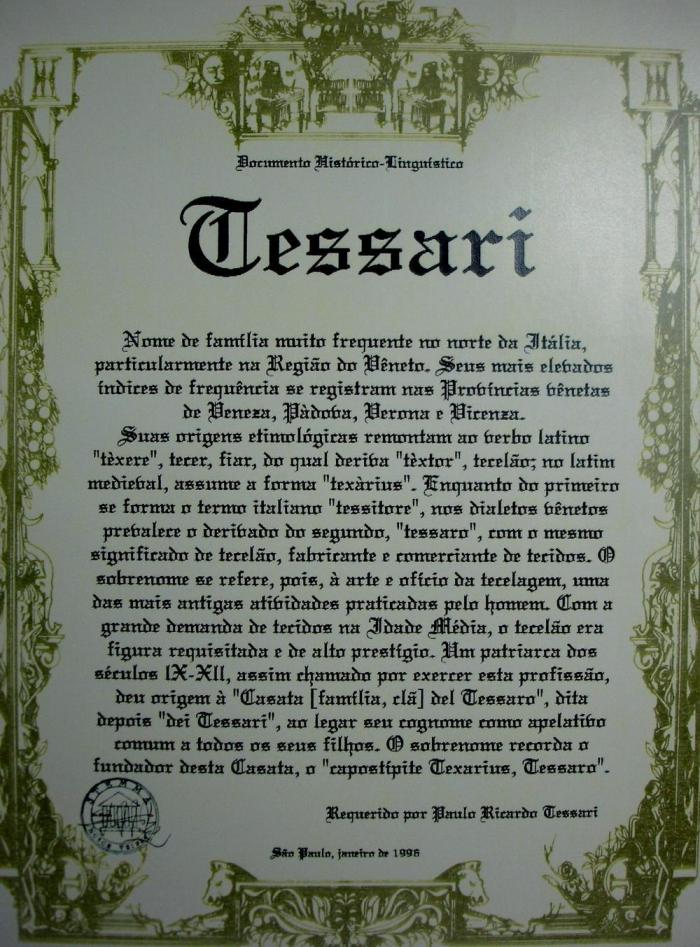 Documento Histórico-Linguístico
Tessari
Nome de família muito frequente no norte da Itália,
particularmente na Região do Vêneto. Seus mais elevados
índices de frequência se registram nas Províncias vênetas
de Veneza, Pàdova, Verona e Vicenza.
Suas origens etimológicas remontam ao verbo latino
"tèxere", tecer, fiar, do qual deriva "tèxtor", tecelão; no latim
medieval, assume a forma "texàrius". Enquanto do primeiro
se forma o termo italiano "tessitore", nos dialetos vênetos
prevalece o derivado do segundo, "tessaro", com o mesmo
significado de tecelão, fabricante e comerciante de tecidos. O
sobrenome se refere, pois, à arte e ofício da tecelagem, uma
das mais antigas atividades praticadas pelo homem. Com a
grande demanda de tecidos na Idade Média, o tecelão era
figura requisitada e de alto prestígio. Um patriarca dos
séculos IX-XII, assim chamado por exercer esta profissão,
deu origem à "Casata [família, clã] del Tessaro", dita
depois "dei Tessari", ao legar seu cognome como apelativo
comum a todos os seus filhos. O sobrenome recorda o
fundador desta Casata, o "capostípite Texarius, Tessaro".
Requerido por Paulo Ricardo Tessari
São Paulo, janeiro de 1996